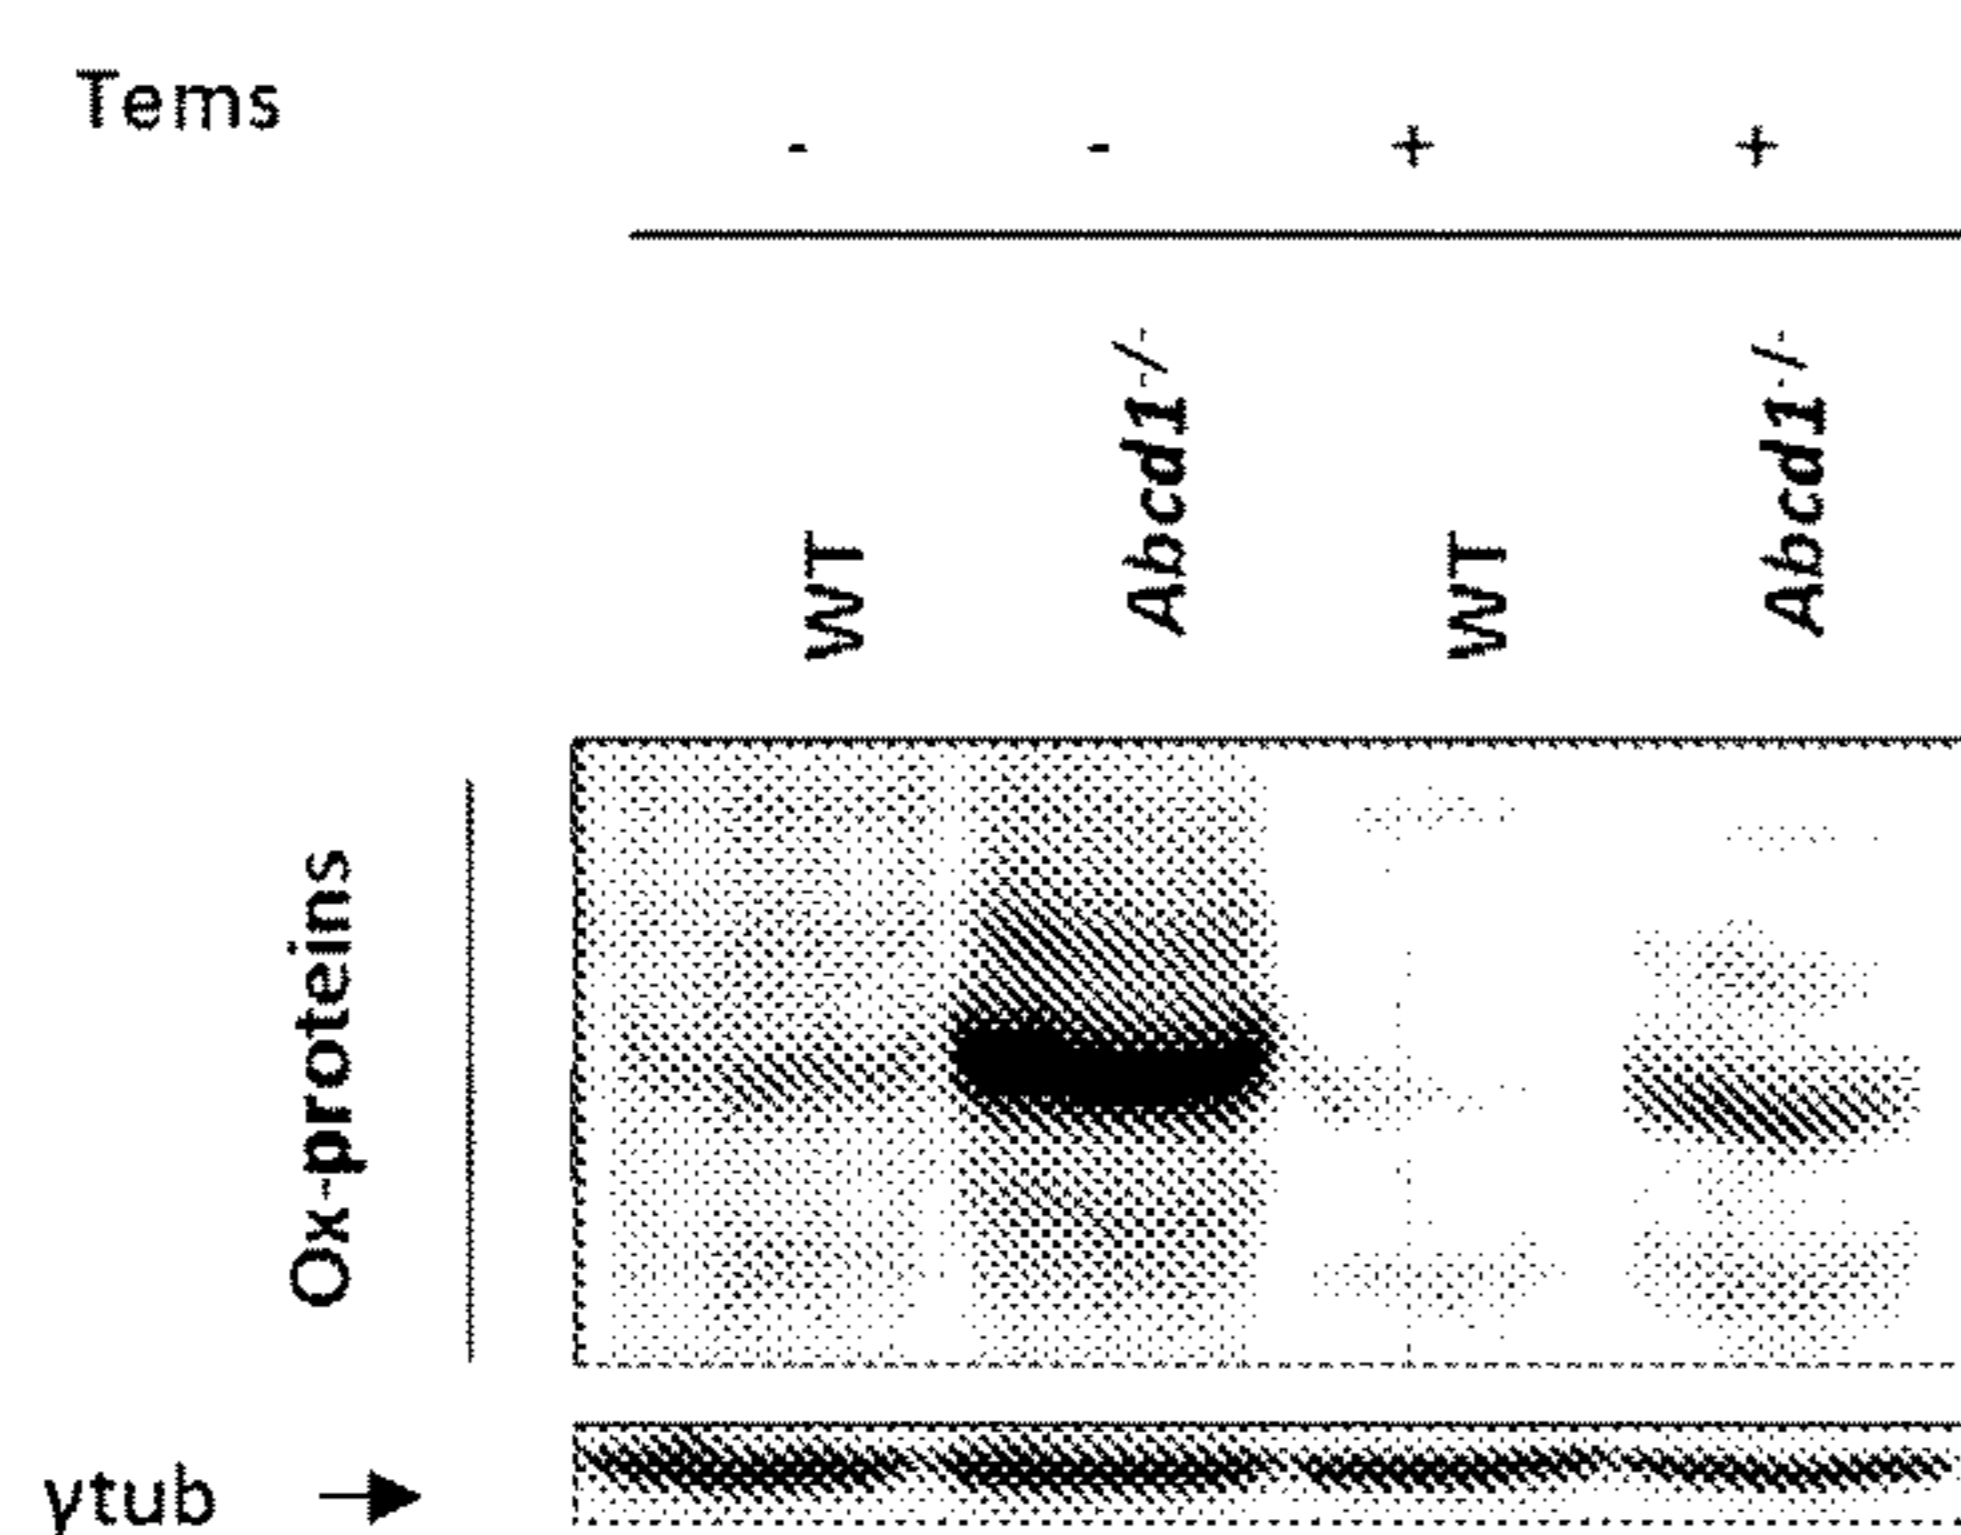 Tems
- - + +
WT Abcd1-/- WT Abcd1-/-
Ox-proteins
γtub